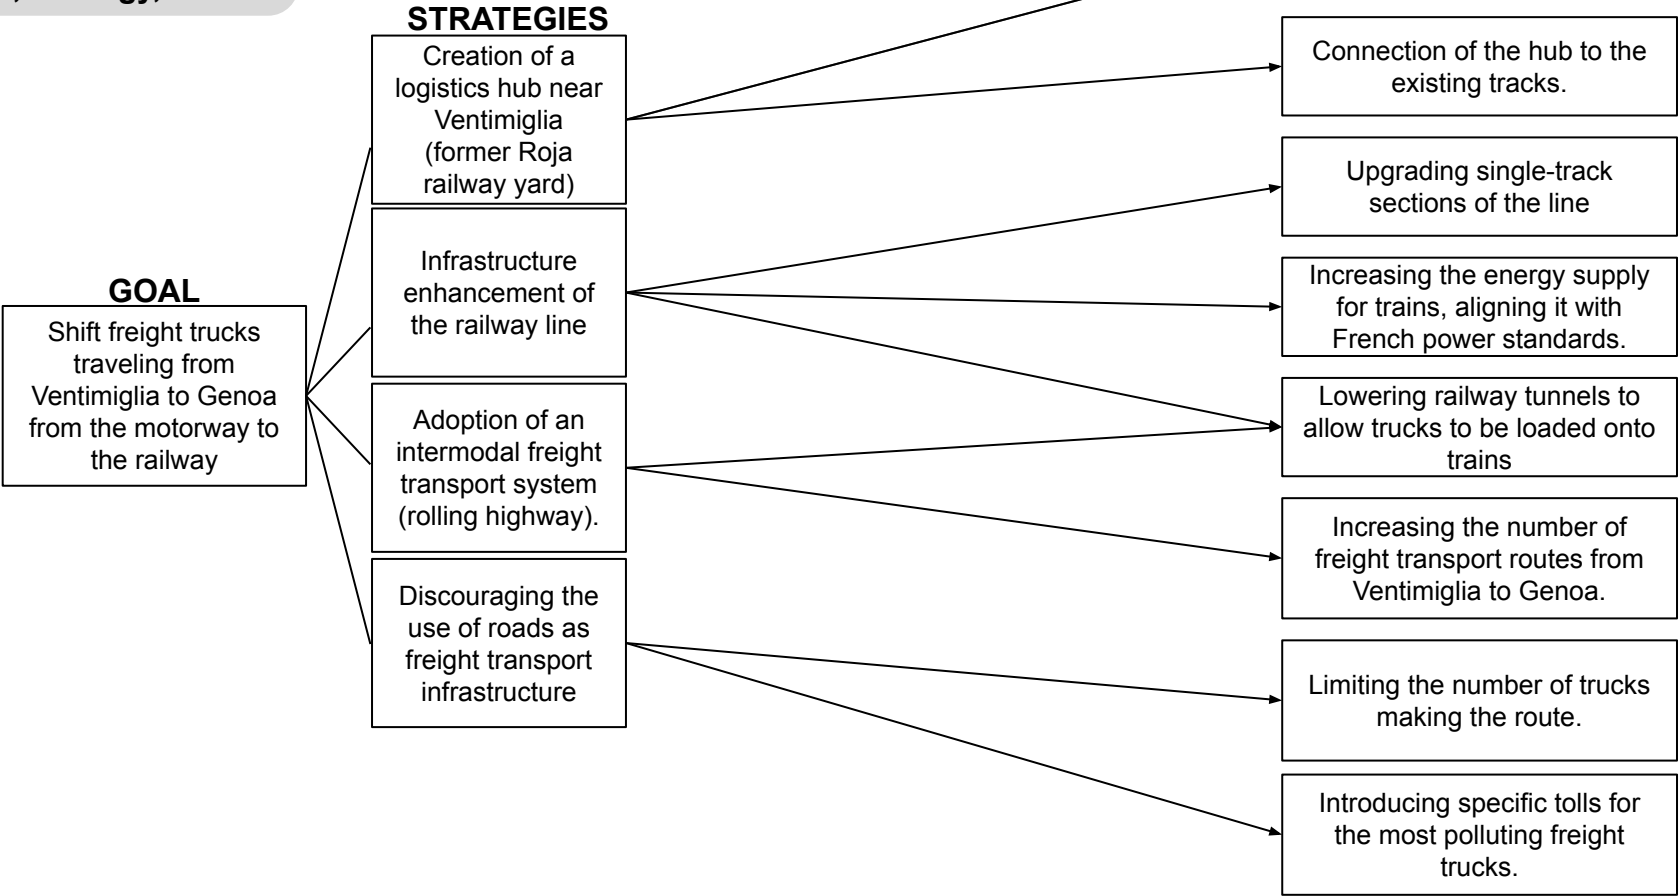 STRATEGIES
Creation of a
logistics hub near
Ventimiglia
(former Roja
railway yard)
Infrastructure
enhancement of
the railway line
GOAL
Shift freight trucks
traveling from
Ventimiglia to Genoa
from the motorway to
the railway
Adoption of an
intermodal freight
transport system
(rolling highway).
Discouraging the
use of roads as
freight transport
infrastructure
Connection of the hub to the
existing tracks.
Upgrading single-track
sections of the line
Increasing the energy supply
for trains, aligning it with
French power standards.
Lowering railway tunnels to
allow trucks to be loaded onto
trains
Increasing the number of
freight transport routes from
Ventimiglia to Genoa.
Limiting the number of trucks
making the route.
Introducing specific tolls for
the most polluting freight
trucks.